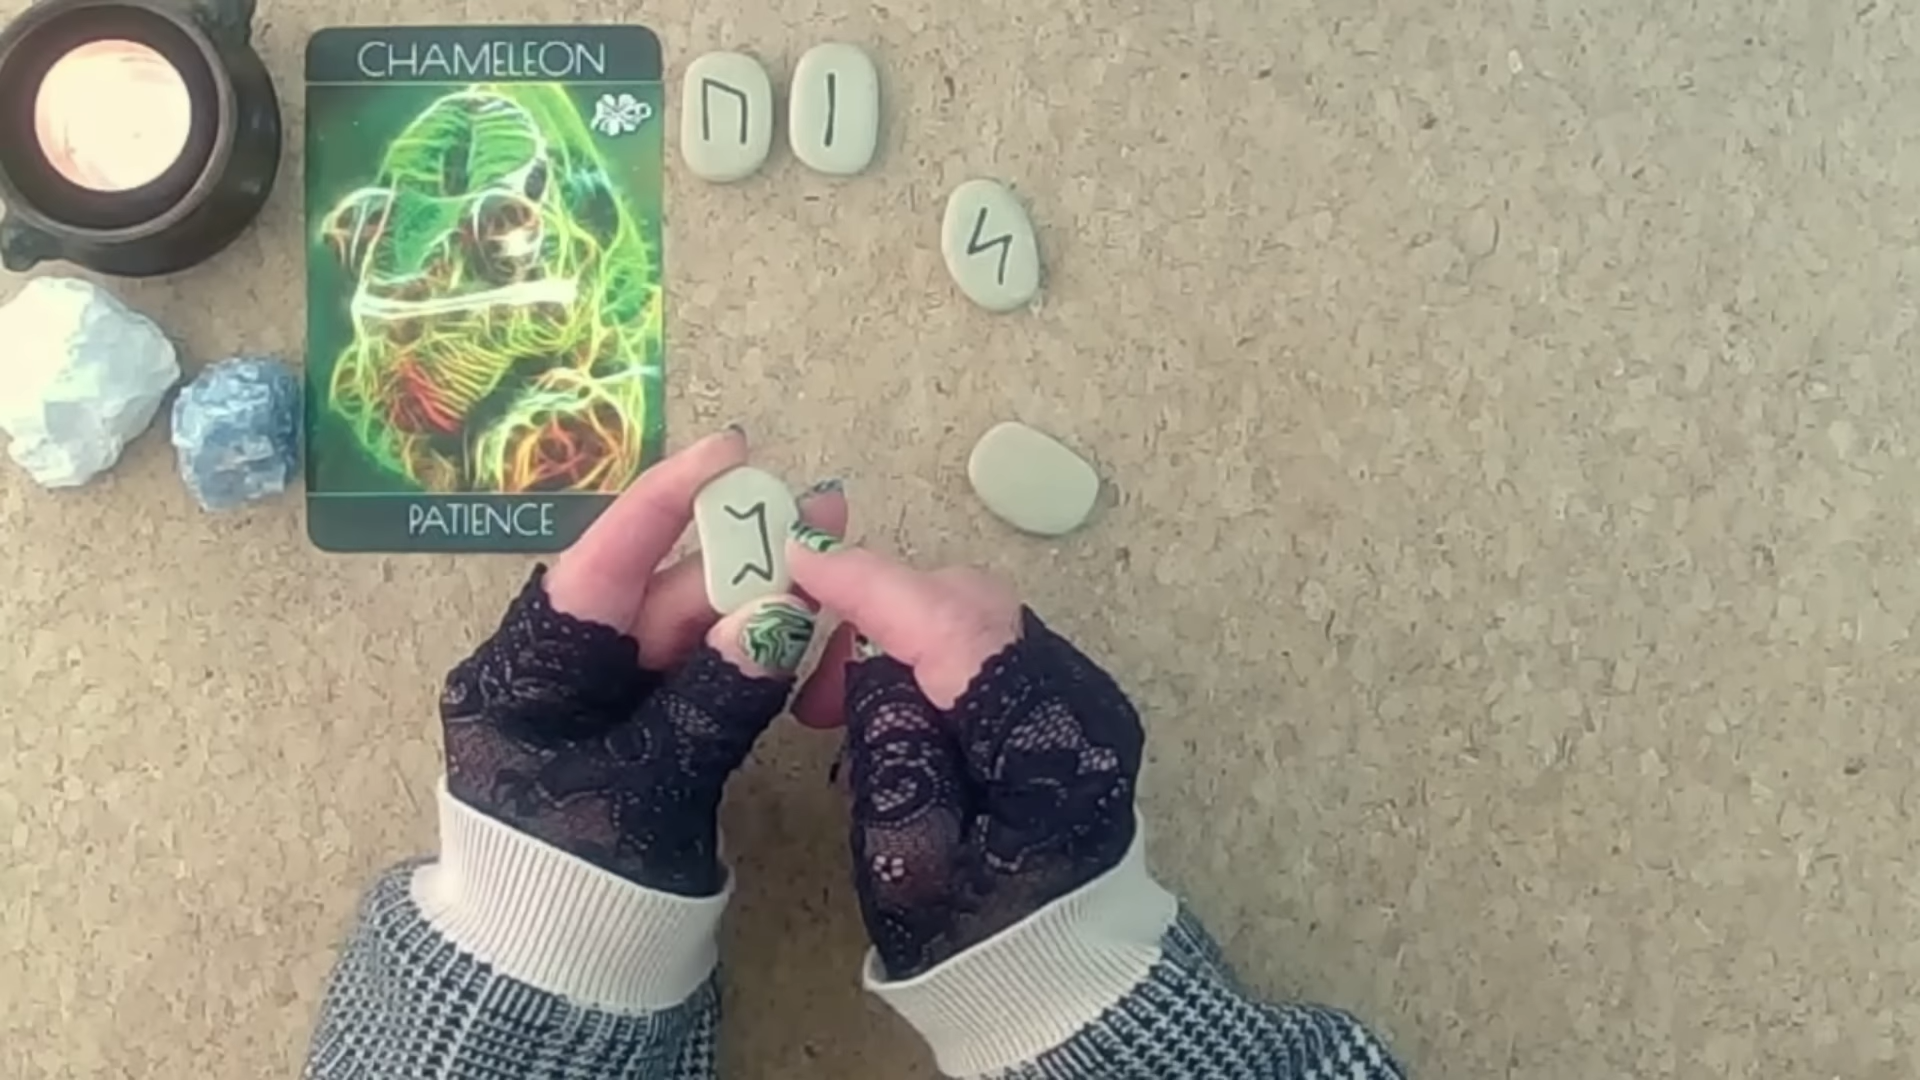 CHAMELEON
ᚢ ᛁ
ᛋ
PATIENCE
ᛈ